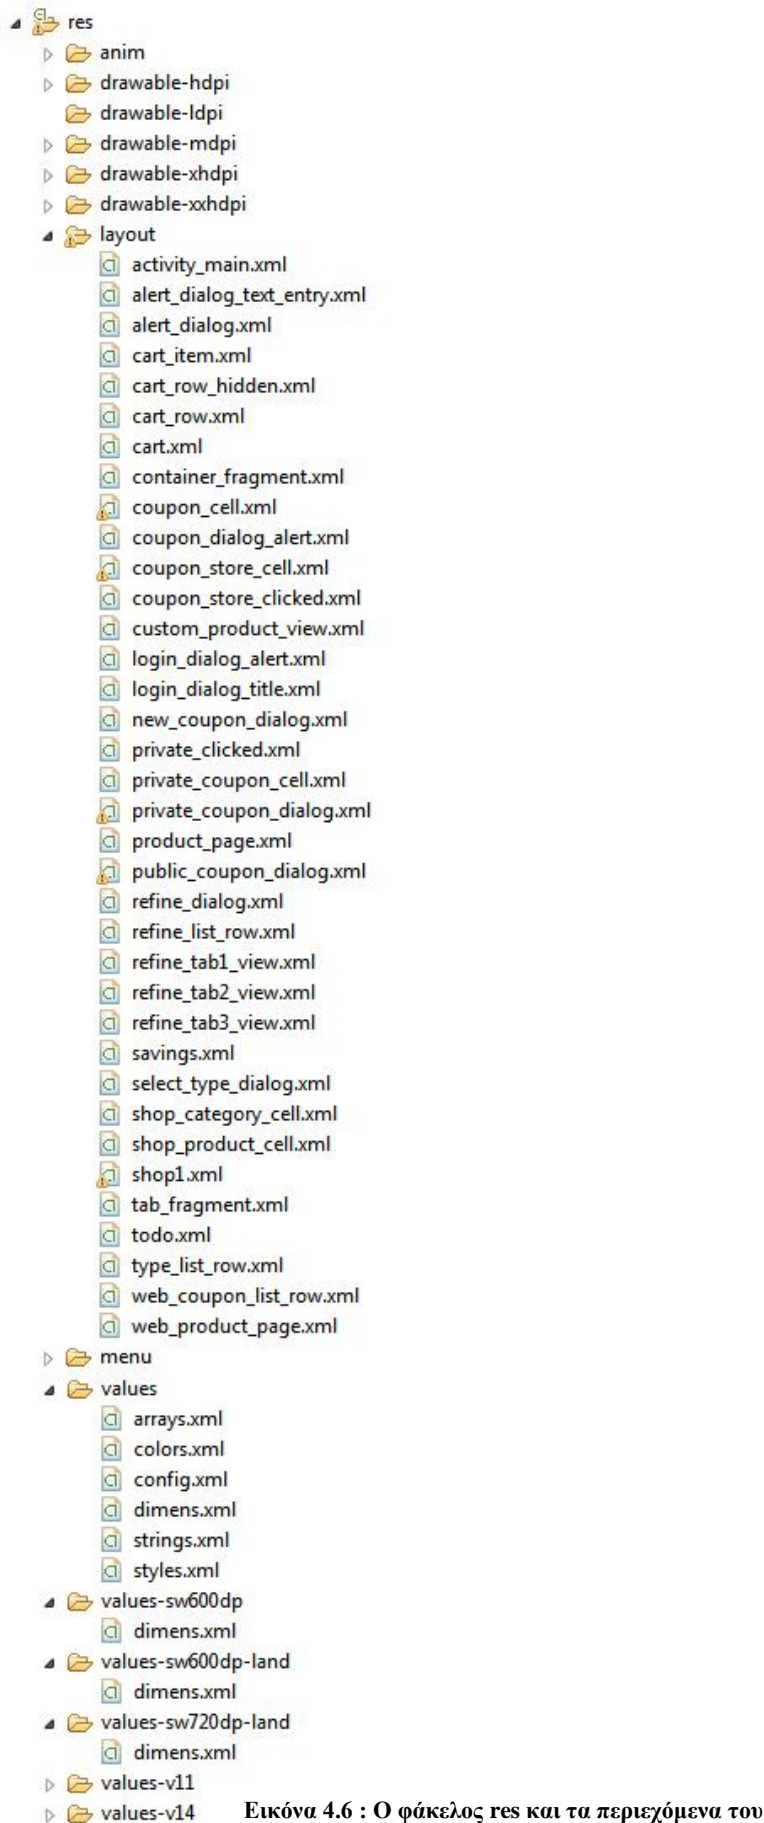 res
anim
drawable-hdpi
drawable-ldpi
drawable-mdpi
drawable-xhdpi
drawable-xxhdpi
layout
activity_main.xml
alert_dialog_text_entry.xml
alert_dialog.xml
cart_item.xml
cart_row_hidden.xml
cart_row.xml
cart.xml
container_fragment.xml
coupon_cell.xml
coupon_dialog_alert.xml
coupon_store_cell.xml
coupon_store_clicked.xml
custom_product_view.xml
login_dialog_alert.xml
login_dialog_title.xml
new_coupon_dialog.xml
private_clicked.xml
private_coupon_cell.xml
private_coupon_dialog.xml
product_page.xml
public_coupon_dialog.xml
refine_dialog.xml
refine_list_row.xml
refine_tab1_view.xml
refine_tab2_view.xml
refine_tab3_view.xml
savings.xml
select_type_dialog.xml
shop_category_cell.xml
shop_product_cell.xml
shop1.xml
tab_fragment.xml
todo.xml
type_list_row.xml
web_coupon_list_row.xml
web_product_page.xml
menu
values
arrays.xml
colors.xml
config.xml
dimens.xml
strings.xml
styles.xml
values-sw600dp
dimens.xml
values-sw600dp-land
dimens.xml
values-sw720dp-land
dimens.xml
values-v11
values-v14
Εικόνα 4.6 : Ο φάκελος res και τα περιεχόμενα του